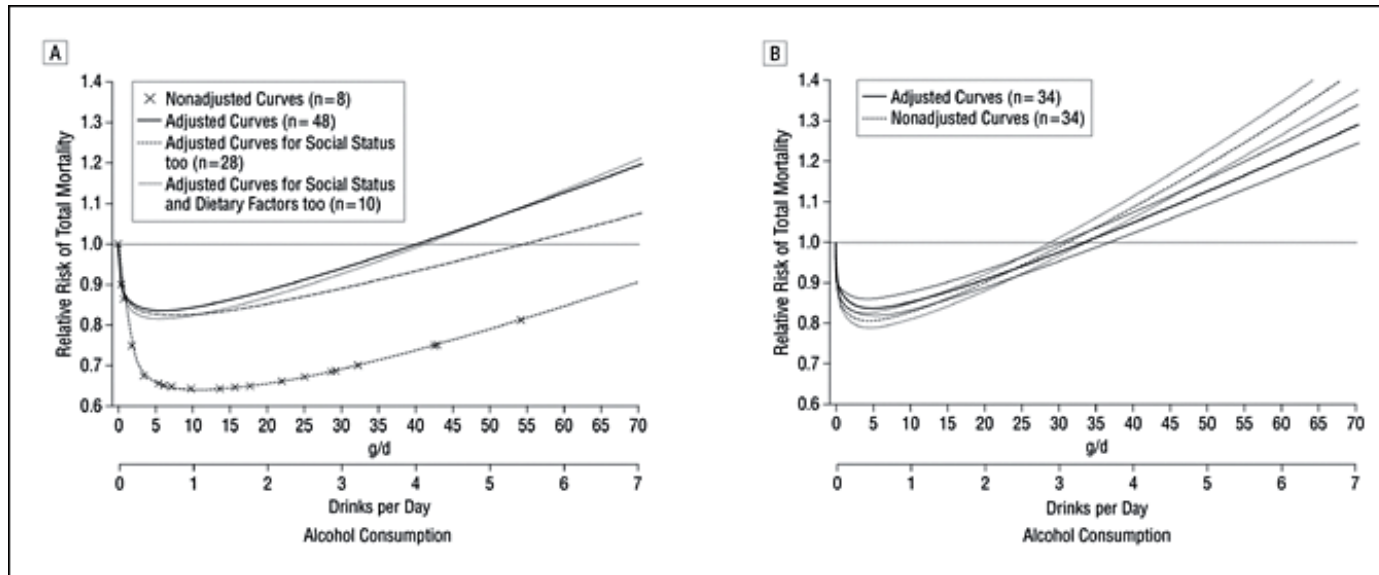 A
Relative Risk of Total Mortality
1.4
1.3
1.2
1.1
1.0
0.9
0.8
0.7
0.6
Nonadjusted Curves (n=8)
Adjusted Curves (n=48)
Adjusted Curves for Social Status
too (n=28)
Adjusted Curves for Social Status
and Dietary Factors too (n=10)
0 5 10 15 20 25 30 35 40 45 50 55 60 65 70
g/d
0 1 2 3 4 5 6 7
Drinks per Day
Alcohol Consumption
B
Relative Risk of Total Mortality
1.4
1.3
1.2
1.1
1.0
0.9
0.8
0.7
0.6
Adjusted Curves (n=34)
Nonadjusted Curves (n=34)
0 5 10 15 20 25 30 35 40 45 50 55 60 65 70
g/d
0 1 2 3 4 5 6 7
Drinks per Day
Alcohol Consumption